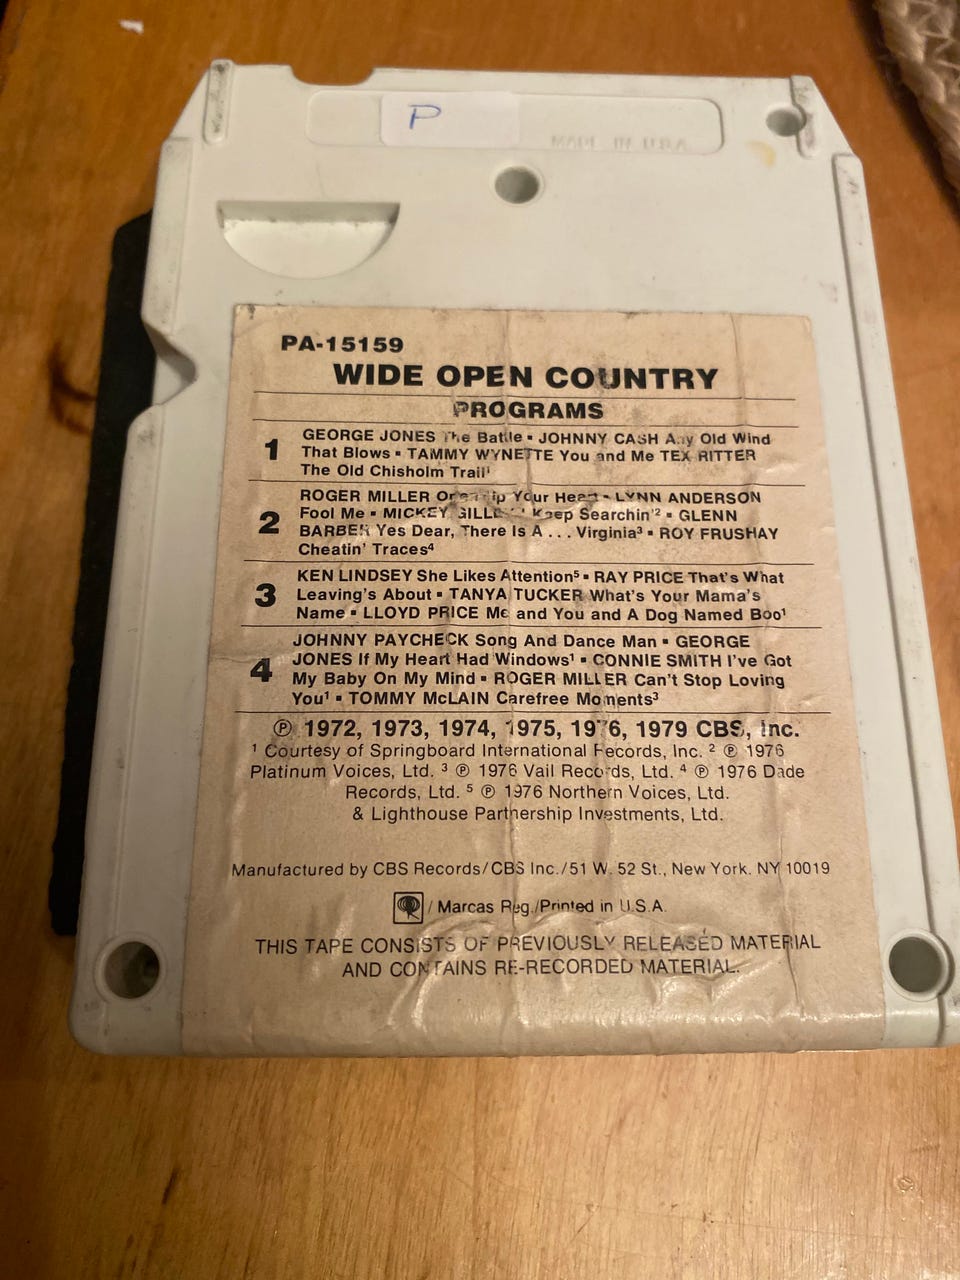 P
MADE IN U.S.A.
PA-15159
WIDE OPEN COUNTRY
PROGRAMS
1 GEORGE JONES The Battle ▪ JOHNNY CASH Any Old Wind
That Blows ▪ TAMMY WYNETTE You and Me TEX RITTER
The Old Chisholm Trail¹
2 ROGER MILLER Open Up Your Heart ▪ LYNN ANDERSON
Fool Me ▪ MICKEY GILLEY Keep Searchin'² ▪ GLENN
BARBER Yes Dear, There Is A . . . Virginia³ ▪ ROY FRUSHAY
Cheatin' Traces⁴
3 KEN LINDSEY She Likes Attention⁵ ▪ RAY PRICE That's What
Leaving's About ▪ TANYA TUCKER What's Your Mama's
Name ▪ LLOYD PRICE Me and You and A Dog Named Boo¹
4 JOHNNY PAYCHECK Song And Dance Man ▪ GEORGE
JONES If My Heart Had Windows¹ ▪ CONNIE SMITH I've Got
My Baby On My Mind ▪ ROGER MILLER Can't Stop Loving
You¹ ▪ TOMMY McLAIN Carefree Moments³
℗ 1972, 1973, 1974, 1975, 1976, 1979 CBS, Inc.
¹ Courtesy of Springboard International Records, Inc. ² ℗ 1976
Platinum Voices, Ltd. ³ ℗ 1976 Vail Records, Ltd. ⁴ ℗ 1976 Dade
Records, Ltd. ⁵ ℗ 1976 Northern Voices, Ltd.
& Lighthouse Partnership Investments, Ltd.
Manufactured by CBS Records/CBS Inc./51 W. 52 St., New York. NY 10019
/ Marcas Reg./Printed in U.S.A.
THIS TAPE CONSISTS OF PREVIOUSLY RELEASED MATERIAL
AND CONTAINS RE-RECORDED MATERIAL.